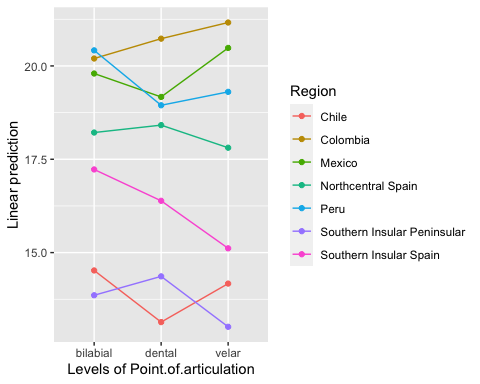 Linear prediction
20.0
17.5
15.0
bilabial dental velar
Levels of Point.of.articulation
Region
Chile
Colombia
Mexico
Northcentral Spain
Peru
Southern Insular Peninsular
Southern Insular Spain